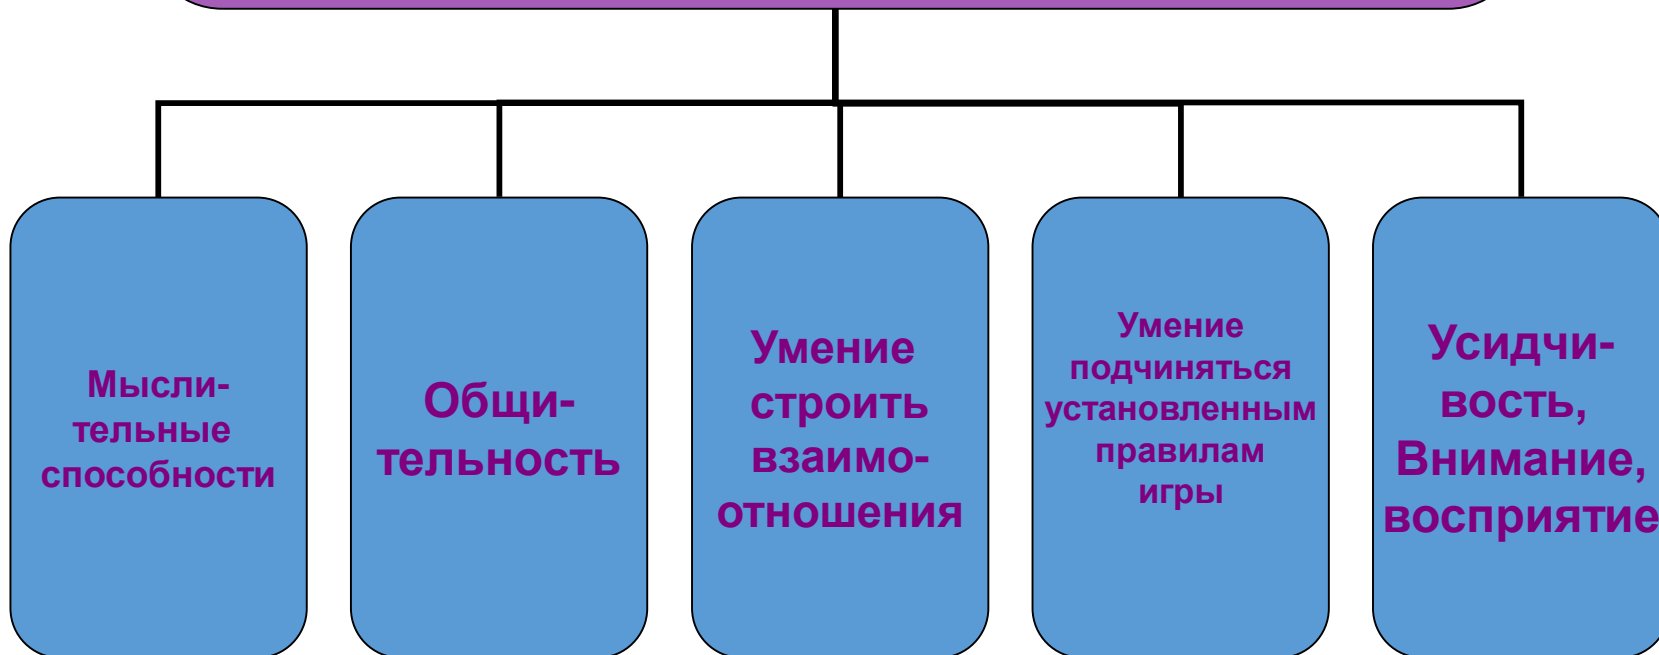 Мысли-
тельные
способности
Общи-
тельность
Умение
строить
взаимо-
отношения
Умение
подчиняться
установленным
правилам
игры
Усидчи-
вость,
Внимание,
восприятие